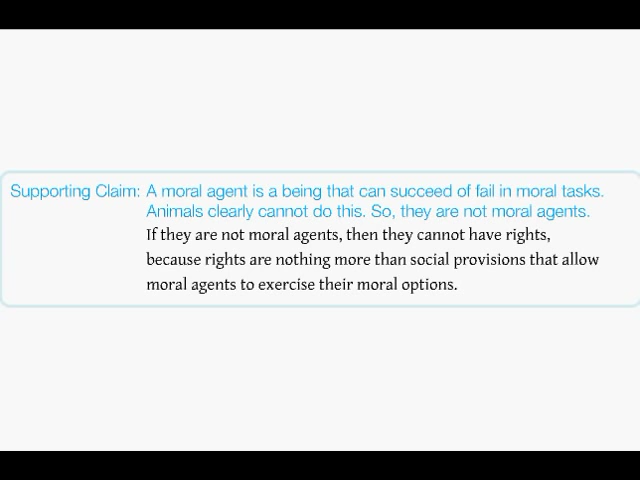 Supporting Claim: A moral agent is a being that can succeed of fail in moral tasks.
Animals clearly cannot do this. So, they are not moral agents.
If they are not moral agents, then they cannot have rights,
because rights are nothing more than social provisions that allow
moral agents to exercise their moral options.